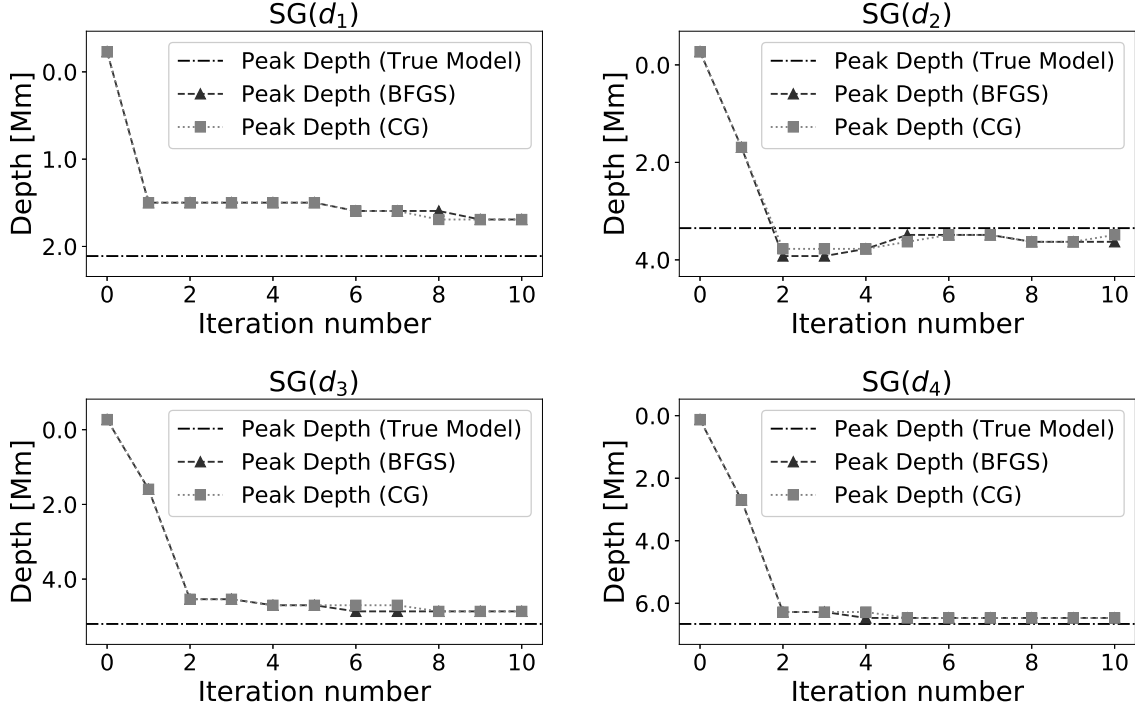 SG(d₁)
Depth [Mm]
0.0
1.0
2.0
Peak Depth (True Model)
Peak Depth (BFGS)
Peak Depth (CG)
0 2 4 6 8 10
Iteration number
SG(d₂)
Depth [Mm]
0.0
2.0
4.0
Peak Depth (True Model)
Peak Depth (BFGS)
Peak Depth (CG)
0 2 4 6 8 10
Iteration number
SG(d₃)
Depth [Mm]
0.0
2.0
4.0
Peak Depth (True Model)
Peak Depth (BFGS)
Peak Depth (CG)
0 2 4 6 8 10
Iteration number
SG(d₄)
Depth [Mm]
0.0
2.0
4.0
6.0
Peak Depth (True Model)
Peak Depth (BFGS)
Peak Depth (CG)
0 2 4 6 8 10
Iteration number